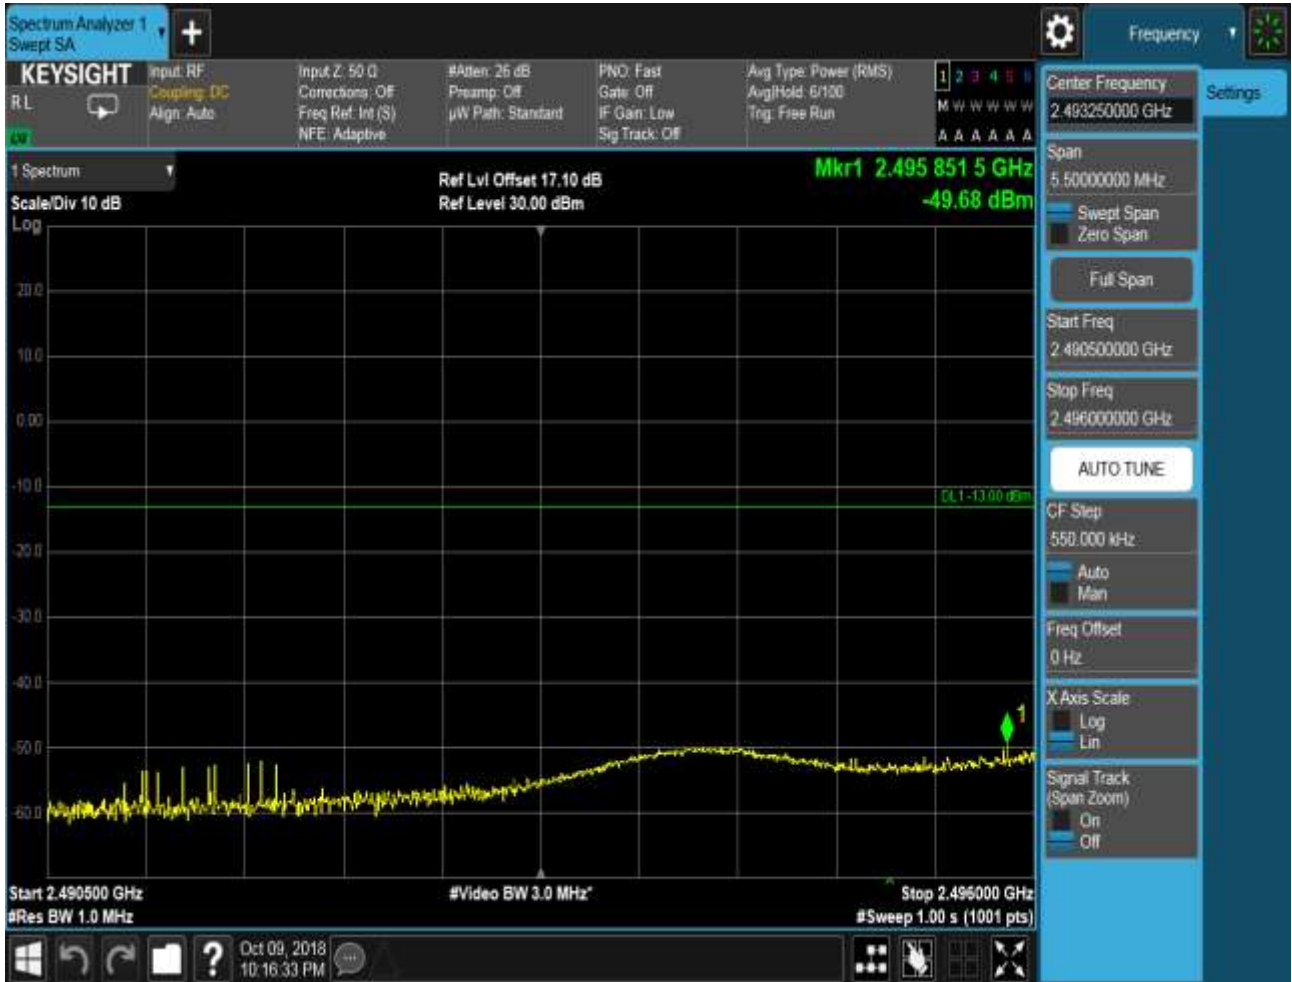 Spectrum Analyzer 1
Swept SA
+
Frequency
KEYSIGHT
RL
LXI
Input: RF
Coupling: DC
Align: Auto
Input Z: 50 Ω
Corrections: Off
Freq Ref: Int (S)
NFE: Adaptive
#Atten: 26 dB
Preamp: Off
µW Path: Standard
PNO: Fast
Gate: Off
IF Gain: Low
Sig Track: Off
Avg Type: Power (RMS)
Avg|Hold: 6/100
Trig: Free Run
1 2 3 4 5 6
M W W W W W
A A A A A A
1 Spectrum
Scale/Div 10 dB
Ref Lvl Offset 17.10 dB
Ref Level 30.00 dBm
Mkr1 2.495 851 5 GHz
-49.68 dBm
Log
20.0
10.0
0.00
-10.0
-20.0
-30.0
-40.0
-50.0
-60.0
DL1 -13.00 dBm
1
Start 2.490500 GHz
#Video BW 3.0 MHz*
Stop 2.496000 GHz
#Res BW 1.0 MHz
#Sweep 1.00 s (1001 pts)
?
Oct 09, 2018
10:16:33 PM
Center Frequency
2.493250000 GHz
Settings
Span
5.50000000 MHz
Swept Span
Zero Span
Full Span
Start Freq
2.490500000 GHz
Stop Freq
2.496000000 GHz
AUTO TUNE
CF Step
550.000 kHz
Auto
Man
Freq Offset
0 Hz
X Axis Scale
Log
Lin
Signal Track
(Span Zoom)
On
Off